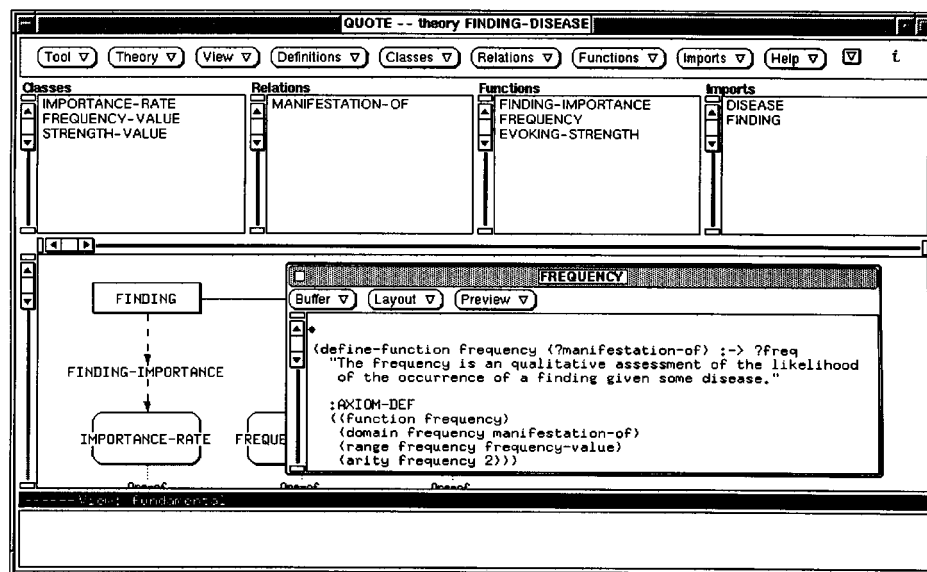 QUOTE -- theory FINDING-DISEASE
Tool ▽ Theory ▽ View ▽ Definitions ▽ Classes ▽ Relations ▽ Functions ▽ Imports ▽ Help ▽ ▽ i
Classes Relations Functions Imports
IMPORTANCE-RATE MANIFESTATION-OF FINDING-IMPORTANCE DISEASE
FREQUENCY-VALUE FREQUENCY FINDING
STRENGTH-VALUE EVOKING-STRENGTH
FREQUENCY
FINDING
Buffer ▽ Layout ▽ Preview ▽
(define-function frequency (?manifestation-of) :-> ?freq
"The frequency is an qualitative assessment of the likelihood
of the occurrence of a finding given some disease."
FINDING-IMPORTANCE
:AXIOM-DEF
((function frequency)
(domain frequency manifestation-of)
(range frequency frequency-value)
(arity frequency 2)))
IMPORTANCE-RATE FREQUE
View: Fundamental